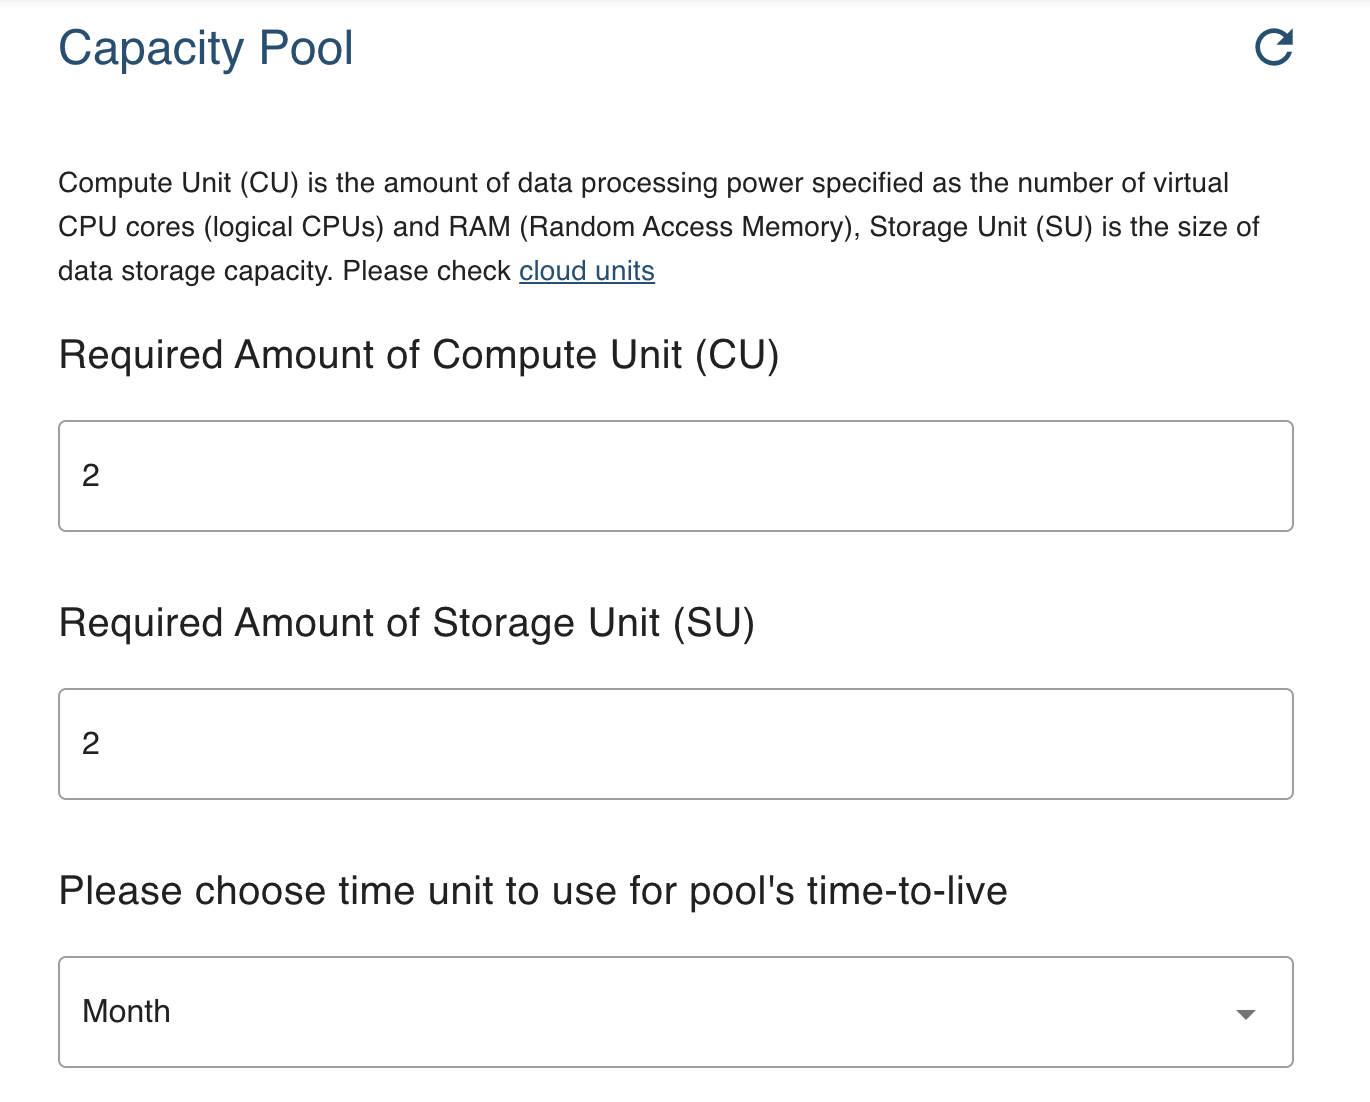 Capacity Pool
Compute Unit (CU) is the amount of data processing power specified as the number of virtual
CPU cores (logical CPUs) and RAM (Random Access Memory), Storage Unit (SU) is the size of
data storage capacity. Please check cloud units
Required Amount of Compute Unit (CU)
2
Required Amount of Storage Unit (SU)
2
Please choose time unit to use for pool's time-to-live
Month